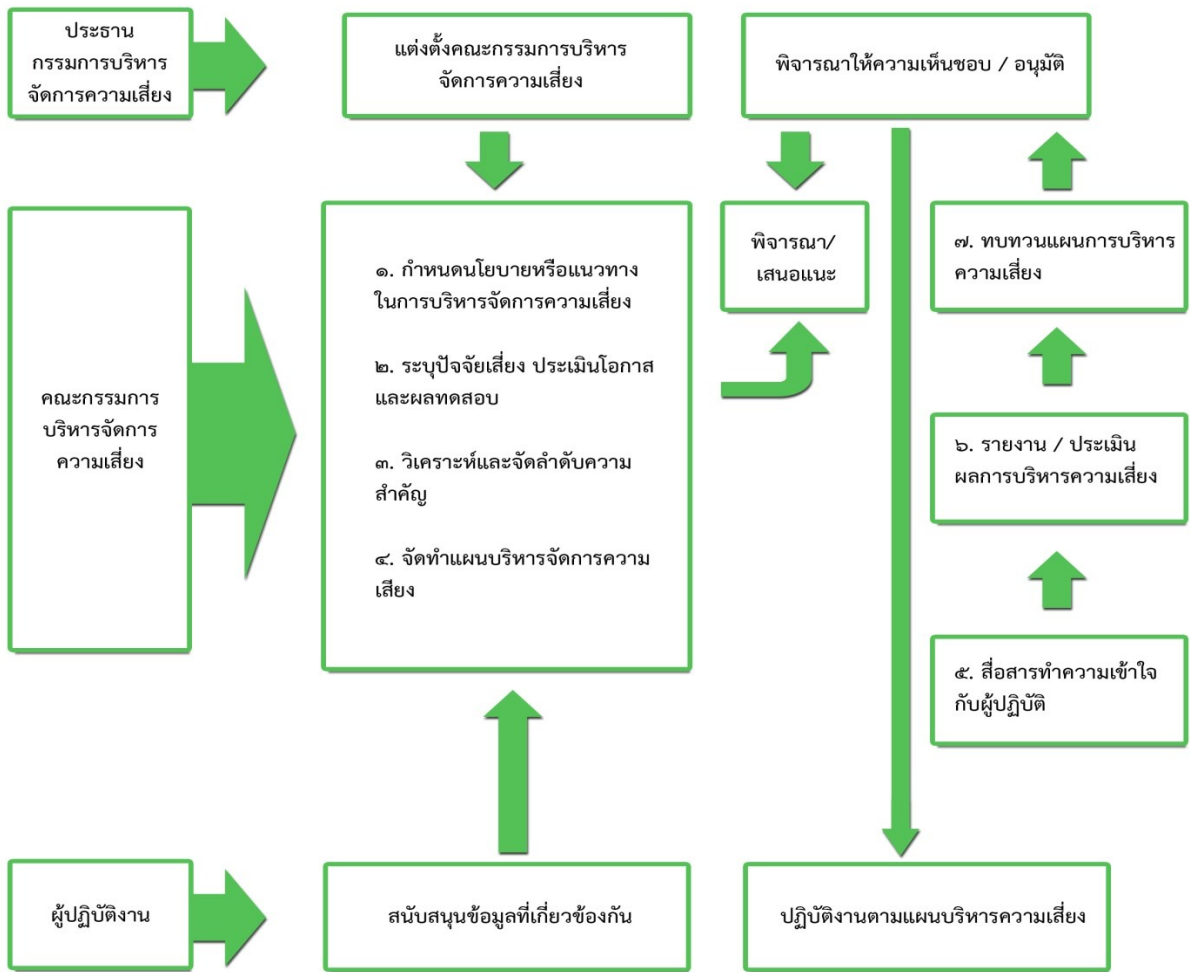 ประธาน
กรรมการบริหาร
จัดการความเสี่ยง
แต่งตั้งคณะกรรมการบริหาร
จัดการความเสี่ยง
พิจารณาให้ความเห็นชอบ / อนุมัติ
คณะกรรมการ
บริหารจัดการ
ความเสี่ยง
๑. กำหนดนโยบายหรือแนวทาง
ในการบริหารจัดการความเสี่ยง
๒. ระบุปัจจัยเสี่ยง ประเมินโอกาส
และผลทดสอบ
๓. วิเคราะห์และจัดลำดับความ
สำคัญ
๔. จัดทำแผนบริหารจัดการความ
เสียง
พิจารณา/
เสนอแนะ
๗. ทบทวนแผนการบริหาร
ความเสี่ยง
๖. รายงาน / ประเมิน
ผลการบริหารความเสี่ยง
๕. สื่อสารทำความเข้าใจ
กับผู้ปฏิบัติ
ผู้ปฏิบัติงาน
สนับสนุนข้อมูลที่เกี่ยวข้องกัน
ปฏิบัติงานตามแผนบริหารความเสี่ยง